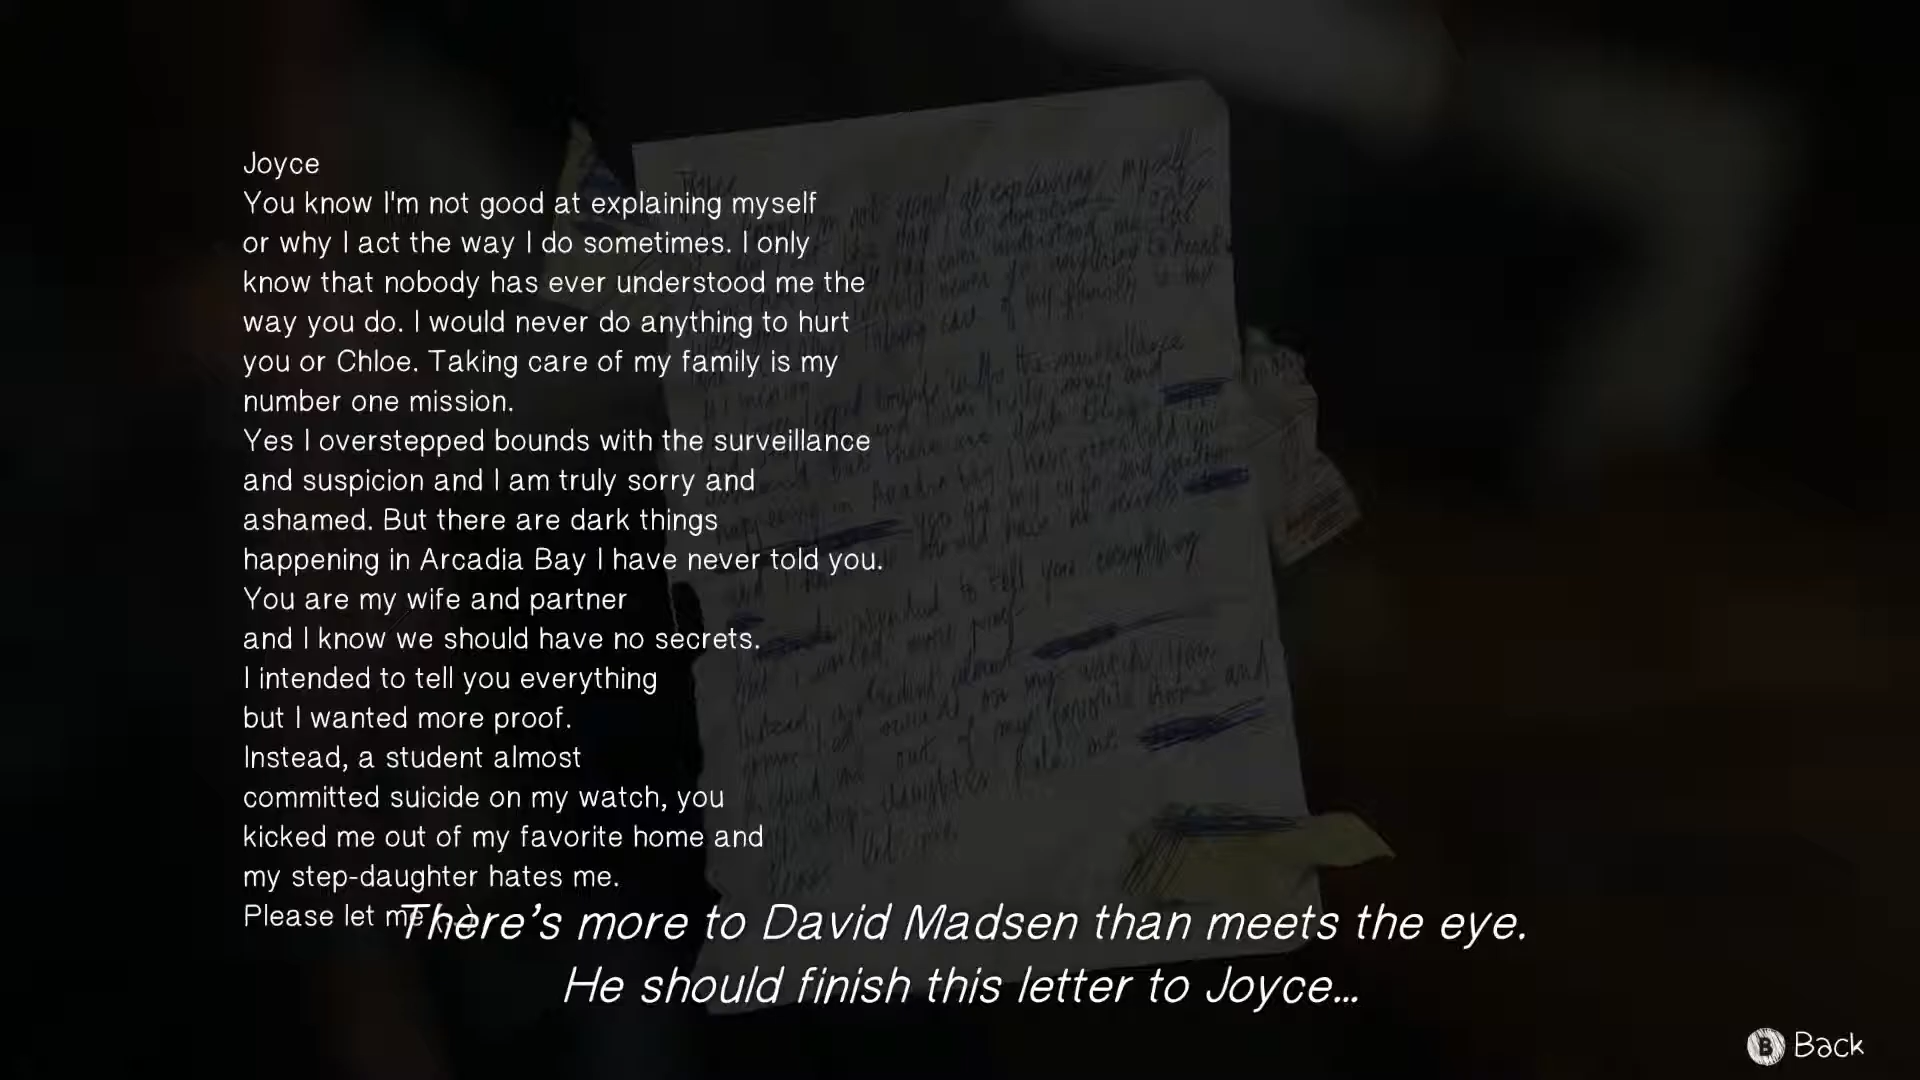 Joyce
You know I'm not good at explaining myself
or why I act the way I do sometimes. I only
know that nobody has ever understood me the
way you do. I would never do anything to hurt
you or Chloe. Taking care of my family is my
number one mission.
Yes I overstepped bounds with the surveillance
and suspicion and I am truly sorry and
ashamed. But there are dark things
happening in Arcadia Bay I have never told you.
You are my wife and partner
and I know we should have no secrets.
I intended to tell you everything
but I wanted more proof.
Instead, a student almost
committed suicide on my watch, you
kicked me out of my favorite home and
my step-daughter hates me.
Please let me
There's more to David Madsen than meets the eye.
He should finish this letter to Joyce...
B Back